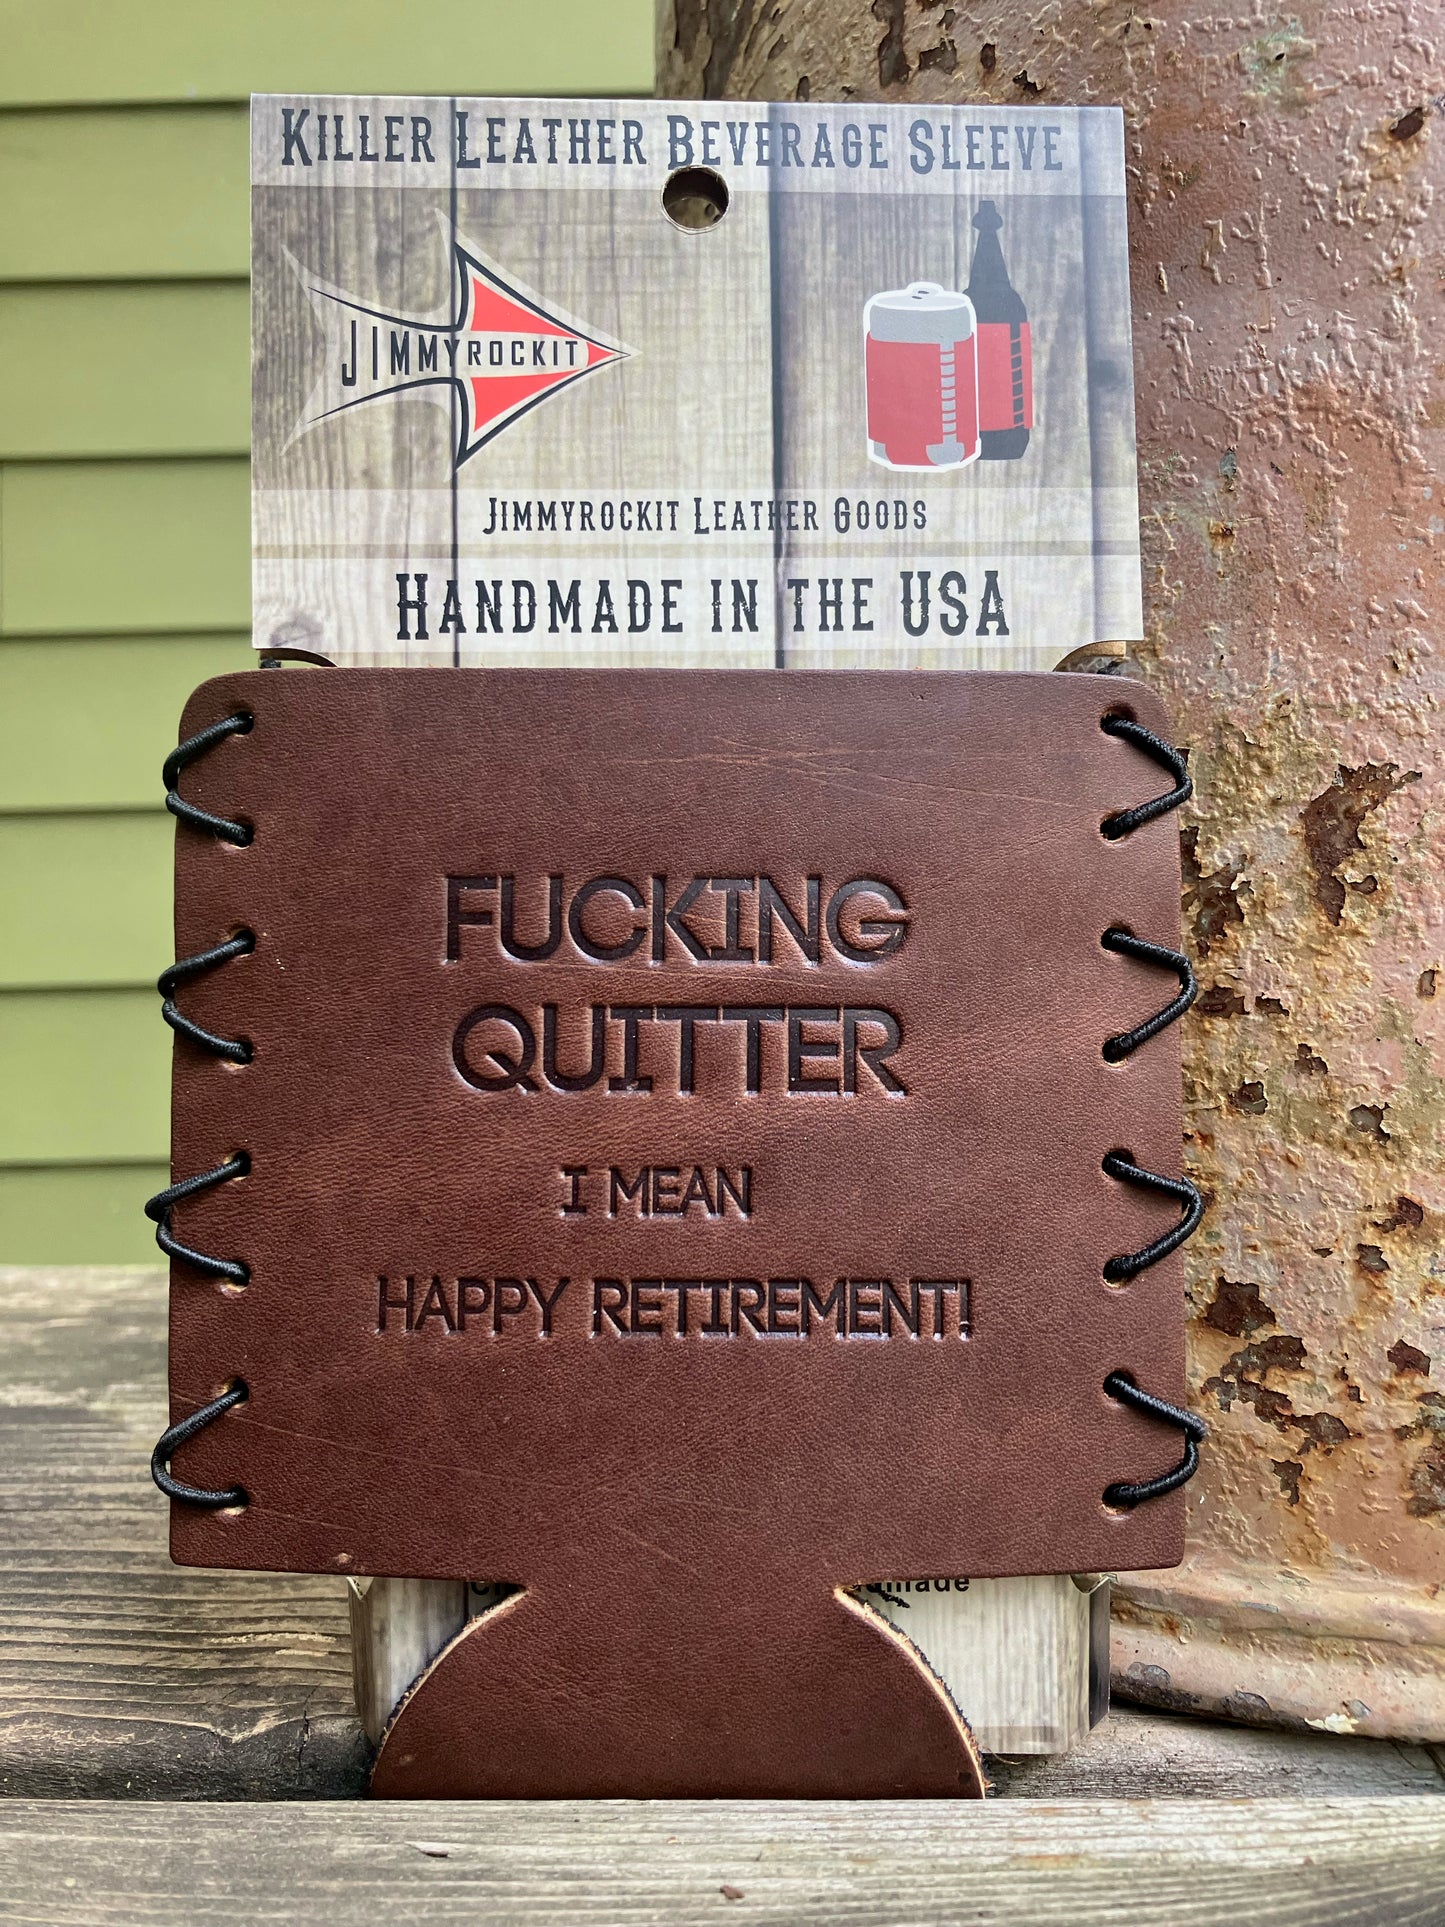 KILLER LEATHER BEVERAGE SLEEVE
JIMMYROCKIT
JIMMYROCKIT LEATHER GOODS
HANDMADE IN THE USA
FUCKING
QUITTER
I MEAN
HAPPY RETIREMENT!